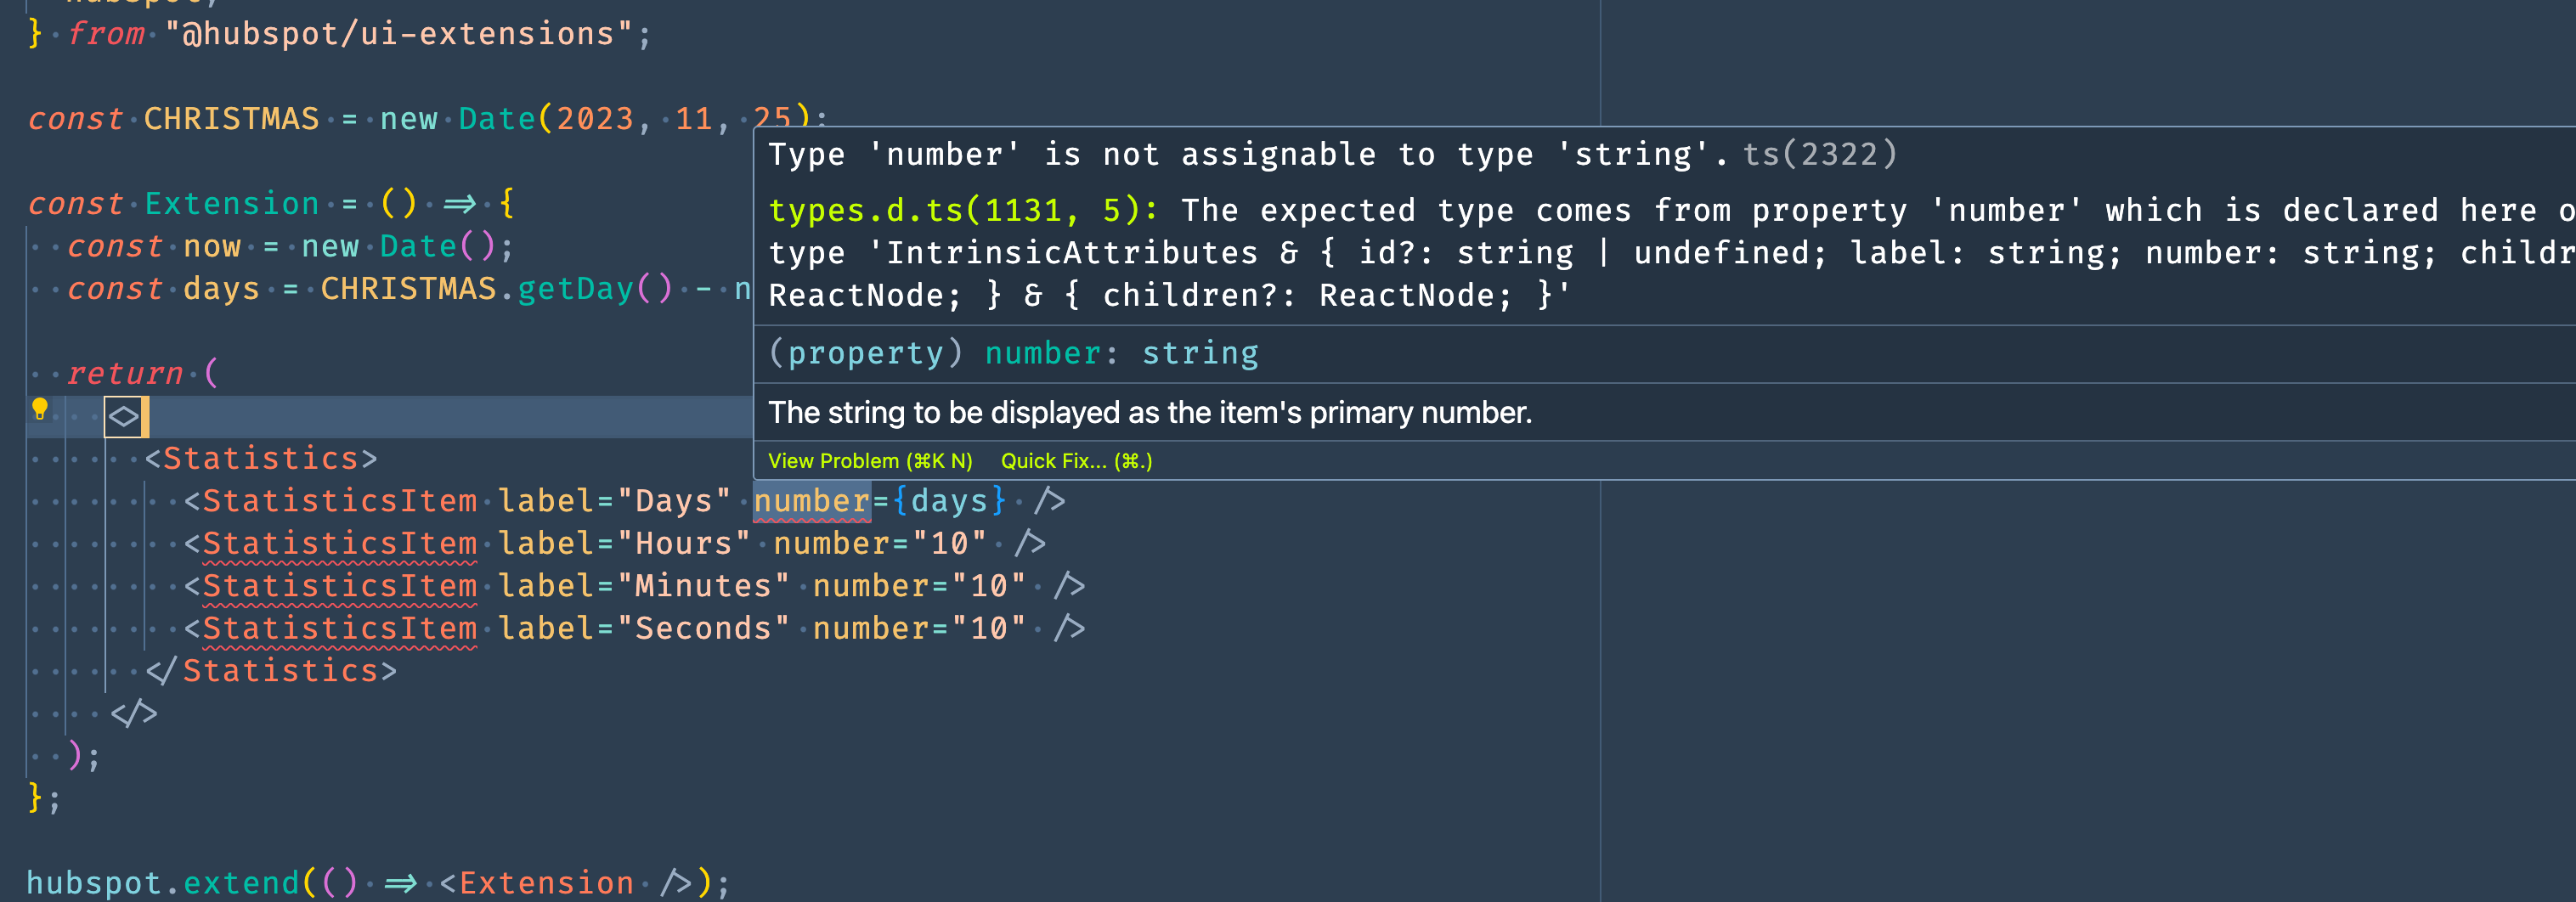 } from "@hubspot/ui-extensions";
const CHRISTMAS = new Date(2023, 11, 25);
const Extension = () => {
const now = new Date();
const days = CHRISTMAS.getDay() - n
return (
<>
<Statistics>
<StatisticsItem label="Days" number={days} />
<StatisticsItem label="Hours" number="10" />
<StatisticsItem label="Minutes" number="10" />
<StatisticsItem label="Seconds" number="10" />
</Statistics>
</>
);
};
hubspot.extend(() => <Extension />);
Type 'number' is not assignable to type 'string'. ts(2322)
types.d.ts(1131, 5): The expected type comes from property 'number' which is declared here o
type 'IntrinsicAttributes & { id?: string | undefined; label: string; number: string; childr
ReactNode; } & { children?: ReactNode; }'
(property) number: string
The string to be displayed as the item's primary number.
View Problem (⌘K N) Quick Fix... (⌘.)